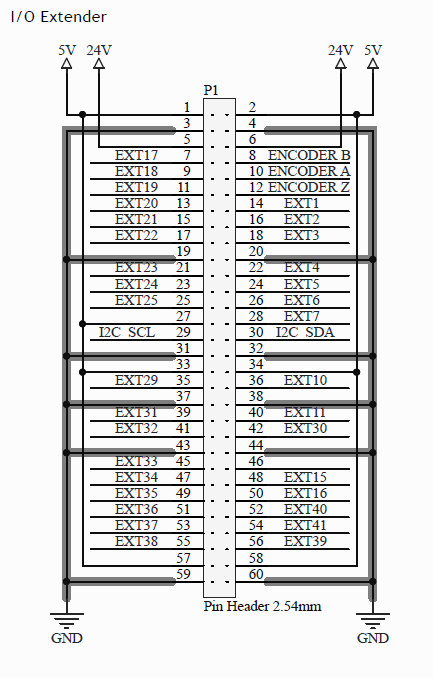 I/O Extender
5V 24V 24V 5V
P1
1 2
3 4
5 6
EXT17 7 8 ENCODER B
EXT18 9 10 ENCODER A
EXT19 11 12 ENCODER Z
EXT20 13 14 EXT1
EXT21 15 16 EXT2
EXT22 17 18 EXT3
19 20
EXT23 21 22 EXT4
EXT24 23 24 EXT5
EXT25 25 26 EXT6
27 28 EXT7
I2C SCL 29 30 I2C SDA
31 32
33 34
EXT29 35 36 EXT10
37 38
EXT31 39 40 EXT11
EXT32 41 42 EXT30
43 44
EXT33 45 46
EXT34 47 48 EXT15
EXT35 49 50 EXT16
EXT36 51 52 EXT40
EXT37 53 54 EXT41
EXT38 55 56 EXT39
57 58
59 60
Pin Header 2.54mm
GND GND